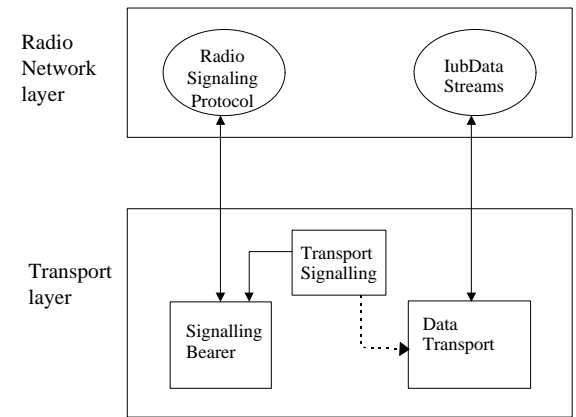 Radio
Network
layer
Radio
Signaling
Protocol
IubData
Streams
Transport
layer
Transport
Signalling
Signalling
Bearer
Data
Transport